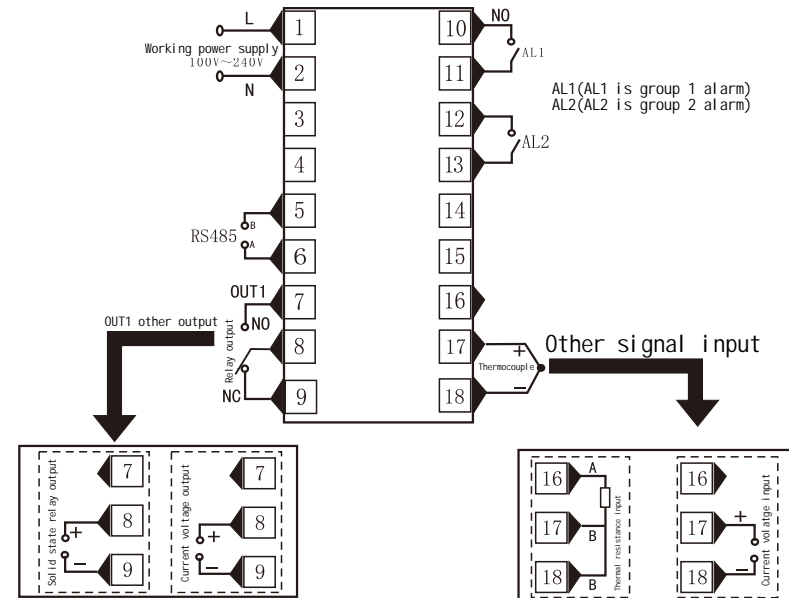 L
Working power supply
100V～240V
N
1
2
3
4
5
6
7
8
9
B
RS485
A
OUT1
NO
Relay output
NC
10
11
12
13
14
15
16
17
18
NO
AL1
AL2
AL1(AL1 is group 1 alarm)
AL2(AL2 is group 2 alarm)
+
Thermocouple
−
Other signal input
OUT1 other output
Solid state relay output
7
8
+
−
9
Current voltage output
7
8
+
−
9
16
A
17
B
18
B
Thermal resistance input
16
17
+
18
−
Current volatge input